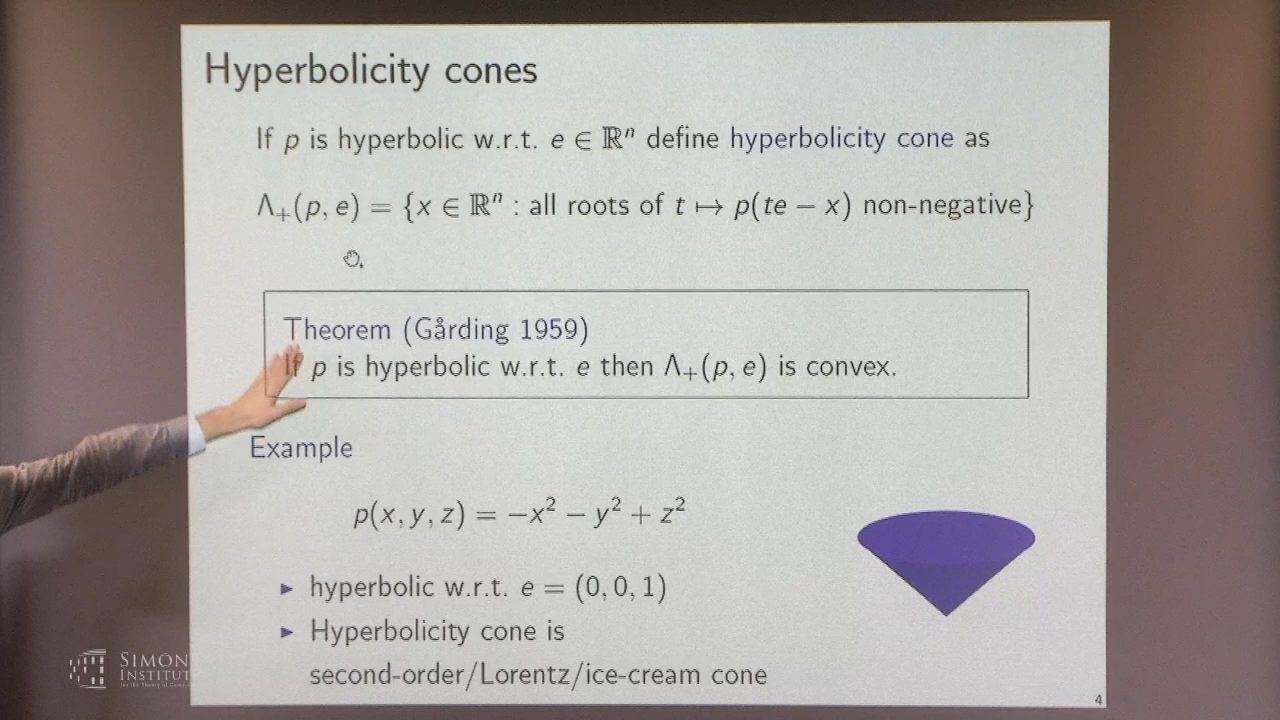 Hyperbolicity cones
If p is hyperbolic w.r.t. e ∈ ℝⁿ define hyperbolicity cone as
Λ₊(p, e) = {x ∈ ℝⁿ : all roots of t ↦ p(te − x) non-negative}
Theorem (Gårding 1959)
If p is hyperbolic w.r.t. e then Λ₊(p, e) is convex.
Example
p(x, y, z) = −x² − y² + z²
▸ hyperbolic w.r.t. e = (0, 0, 1)
▸ Hyperbolicity cone is
second-order/Lorentz/ice-cream cone
SIMON
INSTITUT
4